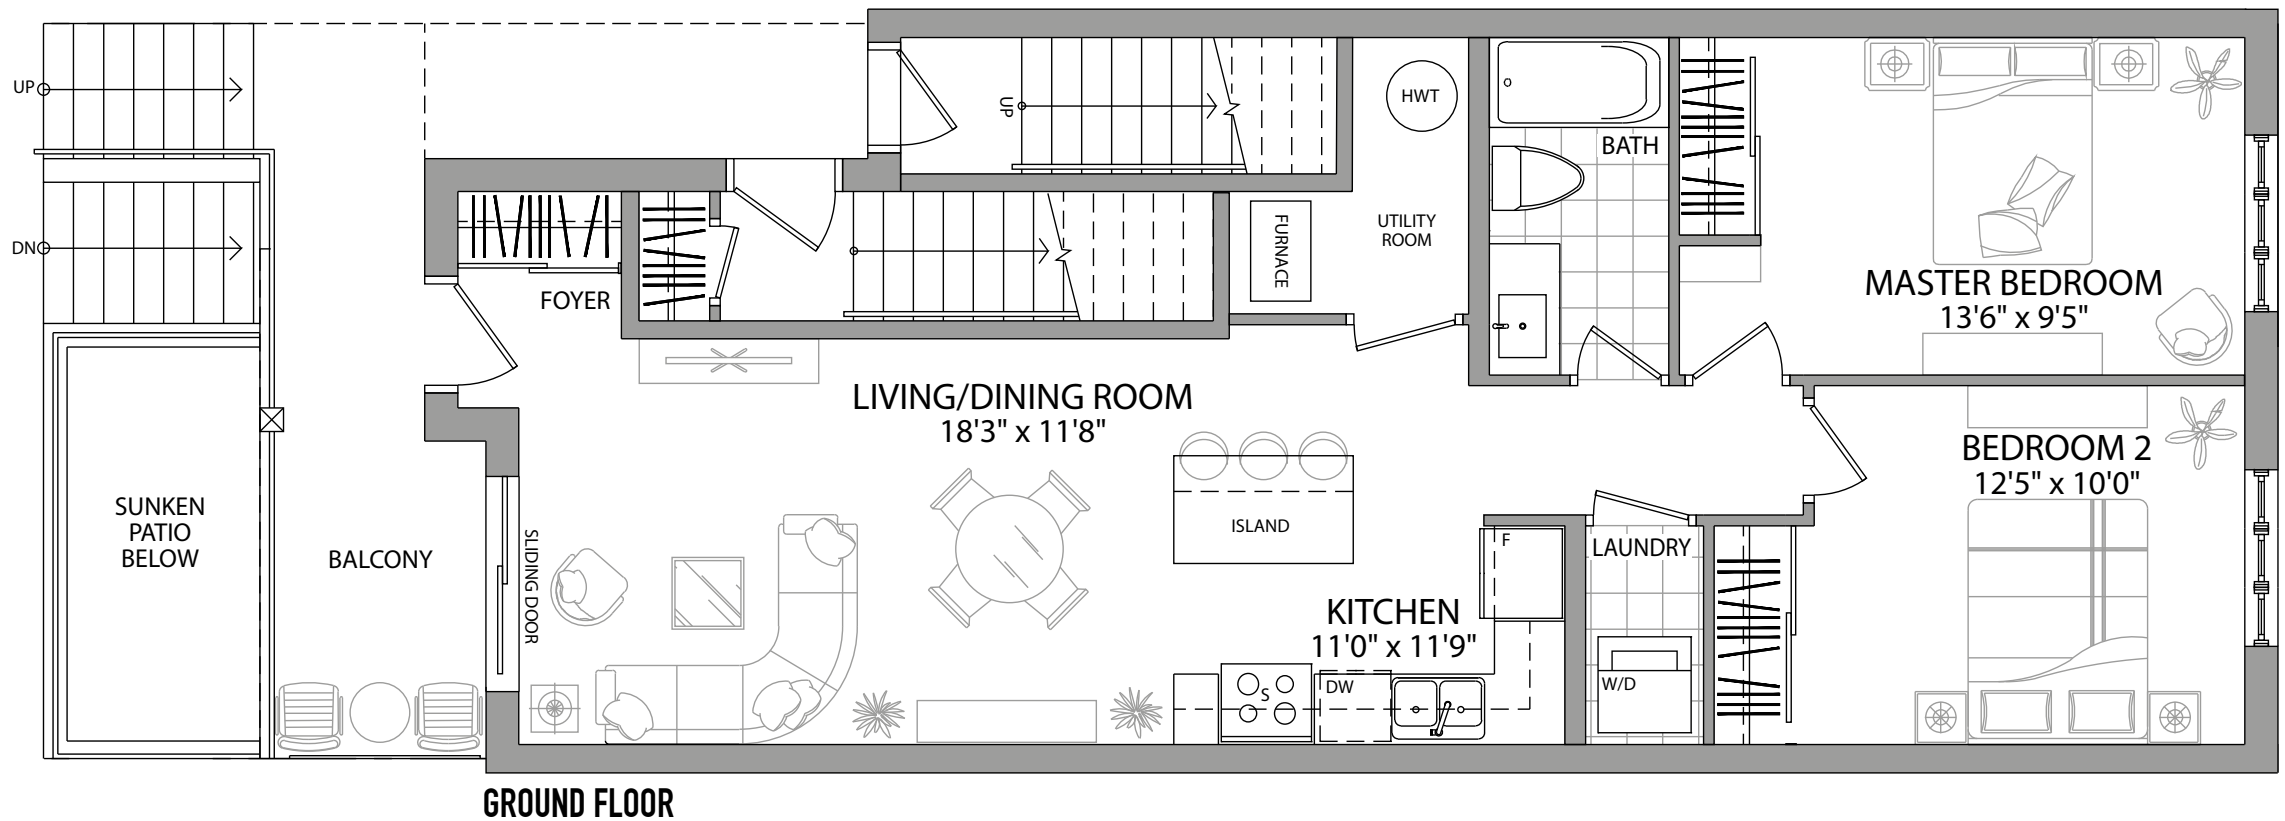 UP
DN
SUNKEN
PATIO
BELOW
BALCONY
FOYER
SLIDING DOOR
UP
LIVING/DINING ROOM
18'3" x 11'8"
FURNACE
HWT
UTILITY
ROOM
BATH
MASTER BEDROOM
13'6" x 9'5"
BEDROOM 2
12'5" x 10'0"
ISLAND
F
LAUNDRY
KITCHEN
11'0" x 11'9"
S
DW
W/D
GROUND FLOOR